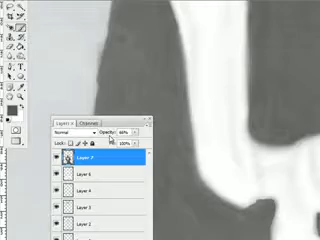 Layers × Channels
Normal Opacity: 66%
Lock: 100%
Layer 7
Layer 6
Layer 4
Layer 3
Layer 2